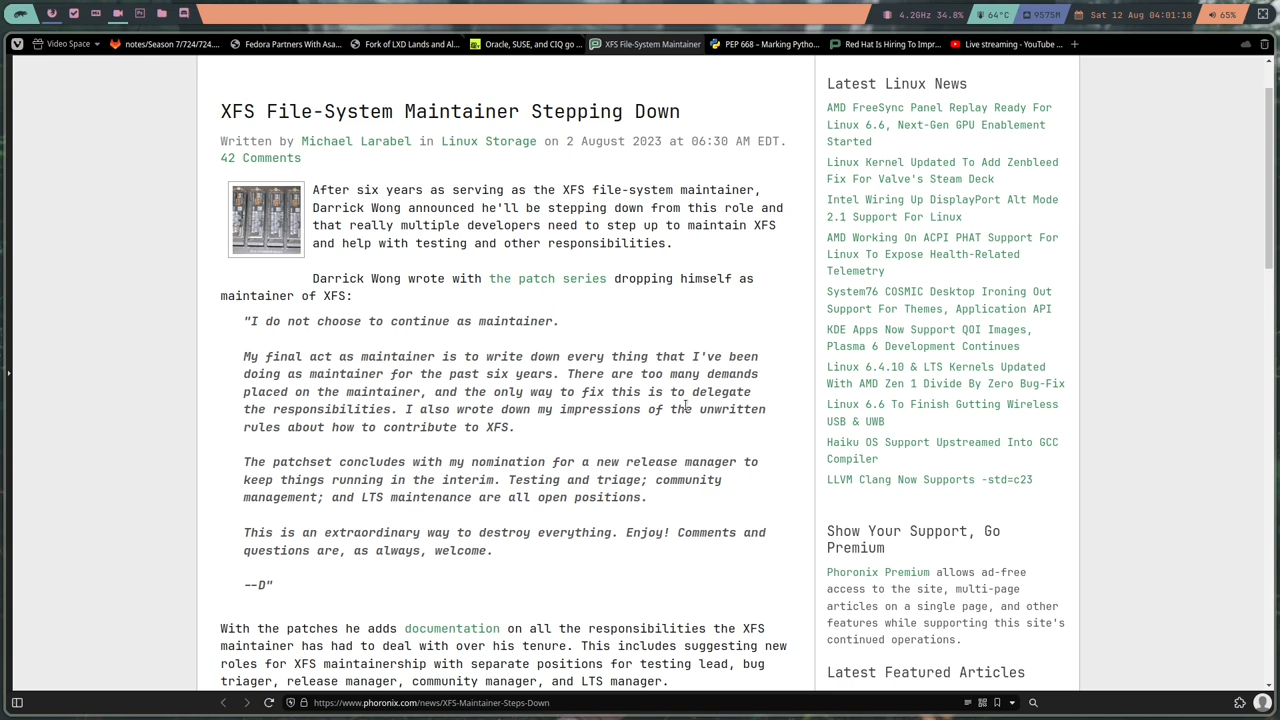 4.2GHz 34.8%
64°C
9575M
Sat 12 Aug 04:01:18
65%
Video Space
notes/Season 7/724/724....
Fedora Partners With Asa...
Fork of LXD Lands and Al...
Oracle, SUSE, and CIQ go ...
XFS File-System Maintainer
PEP 668 – Marking Python...
Red Hat Is Hiring To Impr...
Live streaming - YouTube ...
XFS File-System Maintainer Stepping Down
Written by Michael Larabel in Linux Storage on 2 August 2023 at 06:30 AM EDT.
42 Comments
After six years as serving as the XFS file-system maintainer,
Darrick Wong announced he'll be stepping down from this role and
that really multiple developers need to step up to maintain XFS
and help with testing and other responsibilities.
Darrick Wong wrote with the patch series dropping himself as
maintainer of XFS:
"I do not choose to continue as maintainer.
My final act as maintainer is to write down every thing that I've been
doing as maintainer for the past six years. There are too many demands
placed on the maintainer, and the only way to fix this is to delegate
the responsibilities. I also wrote down my impressions of the unwritten
rules about how to contribute to XFS.
The patchset concludes with my nomination for a new release manager to
keep things running in the interim. Testing and triage; community
management; and LTS maintenance are all open positions.
This is an extraordinary way to destroy everything. Enjoy! Comments and
questions are, as always, welcome.
--D"
With the patches he adds documentation on all the responsibilities the XFS
maintainer has had to deal with over his tenure. This includes suggesting new
roles for XFS maintainership with separate positions for testing lead, bug
triager, release manager, community manager, and LTS manager.
Latest Linux News
AMD FreeSync Panel Replay Ready For
Linux 6.6, Next-Gen GPU Enablement
Started
Linux Kernel Updated To Add Zenbleed
Fix For Valve's Steam Deck
Intel Wiring Up DisplayPort Alt Mode
2.1 Support For Linux
AMD Working On ACPI PHAT Support For
Linux To Expose Health-Related
Telemetry
System76 COSMIC Desktop Ironing Out
Support For Themes, Application API
KDE Apps Now Support QOI Images,
Plasma 6 Development Continues
Linux 6.4.10 & LTS Kernels Updated
With AMD Zen 1 Divide By Zero Bug-Fix
Linux 6.6 To Finish Gutting Wireless
USB & UWB
Haiku OS Support Upstreamed Into GCC
Compiler
LLVM Clang Now Supports -std=c23
Show Your Support, Go
Premium
Phoronix Premium allows ad-free
access to the site, multi-page
articles on a single page, and other
features while supporting this site's
continued operations.
Latest Featured Articles
https://www.phoronix.com/news/XFS-Maintainer-Steps-Down